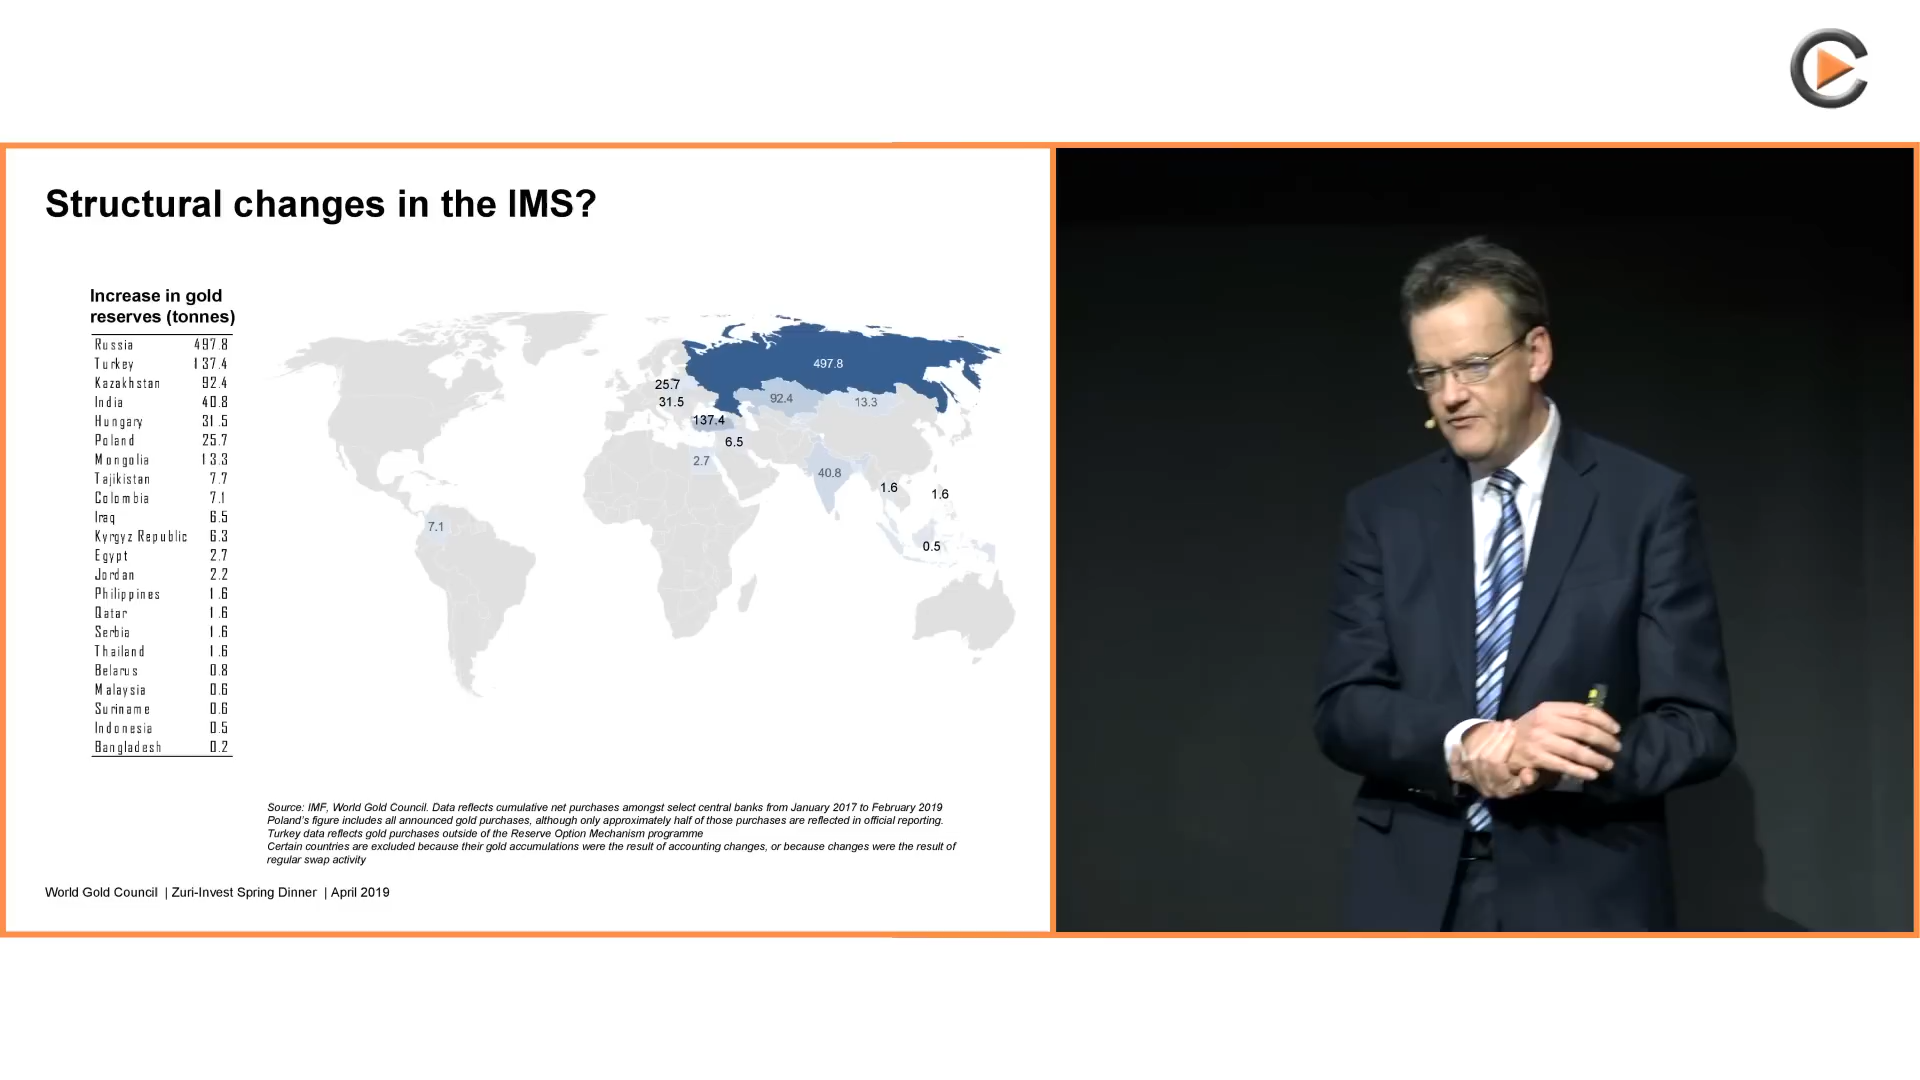 Structural changes in the IMS?
Increase in gold
reserves (tonnes)
Russia 497.8
Turkey 137.4
Kazakhstan 92.4
India 40.8
Hungary 31.5
Poland 25.7
Mongolia 13.3
Tajikistan 7.7
Colombia 7.1
Iraq 6.5
Kyrgyz Republic 6.3
Egypt 2.7
Jordan 2.2
Philippines 1.6
Qatar 1.6
Serbia 1.6
Thailand 1.6
Belarus 0.8
Malaysia 0.6
Suriname 0.6
Indonesia 0.5
Bangladesh 0.2
497.8
25.7
92.4
31.5
13.3
137.4
6.5
2.7
40.8
1.6
1.6
7.1
0.5
Source: IMF, World Gold Council. Data reflects cumulative net purchases amongst select central banks from January 2017 to February 2019
Poland's figure includes all announced gold purchases, although only approximately half of those purchases are reflected in official reporting.
Turkey data reflects gold purchases outside of the Reserve Option Mechanism programme
Certain countries are excluded because their gold accumulations were the result of accounting changes, or because changes were the result of
regular swap activity
World Gold Council | Zuri-Invest Spring Dinner | April 2019